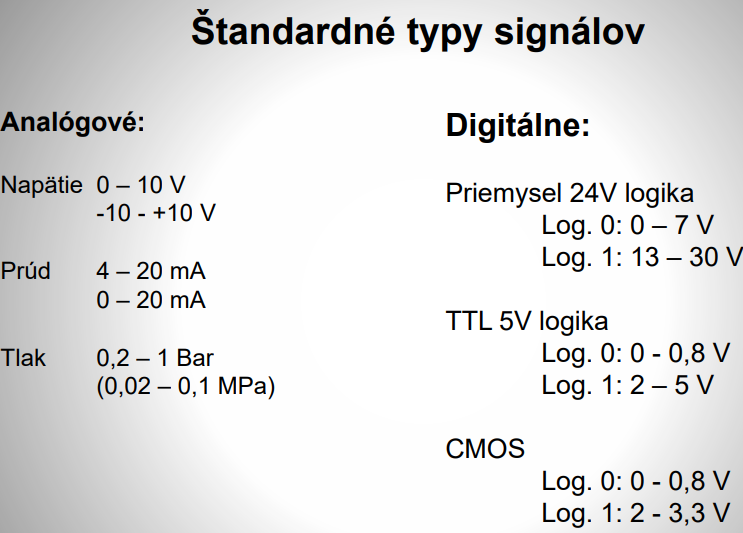 Štandardné typy signálov
Analógové:
Napätie 0 – 10 V
-10 - +10 V
Prúd 4 – 20 mA
0 – 20 mA
Tlak 0,2 – 1 Bar
(0,02 – 0,1 MPa)
Digitálne:
Priemysel 24V logika
Log. 0: 0 – 7 V
Log. 1: 13 – 30 V
TTL 5V logika
Log. 0: 0 - 0,8 V
Log. 1: 2 – 5 V
CMOS
Log. 0: 0 - 0,8 V
Log. 1: 2 - 3,3 V